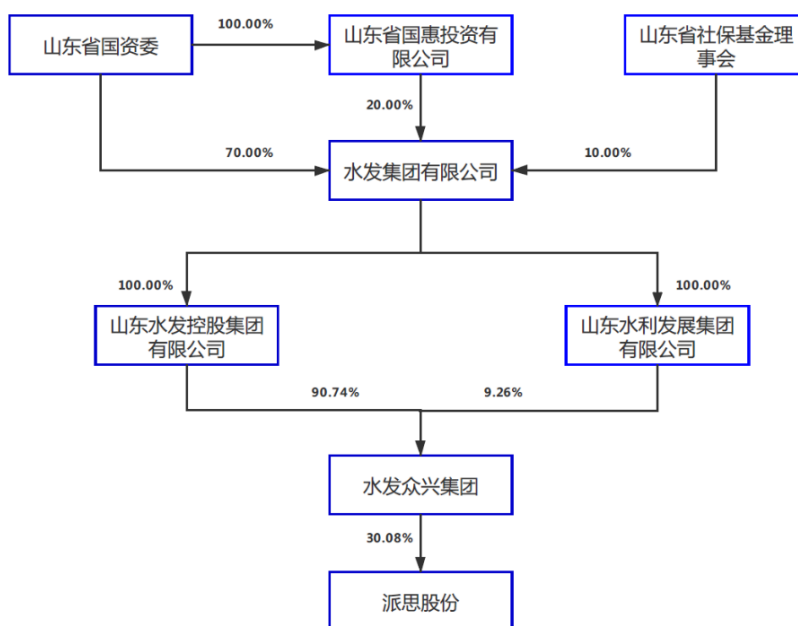 山东省国资委
100.00%
山东省国惠投资有
限公司
山东省社保基金理
事会
20.00%
70.00%
10.00%
水发集团有限公司
100.00%
100.00%
山东水发控股集团
有限公司
山东水利发展集团
有限公司
90.74%
9.26%
水发众兴集团
30.08%
派思股份